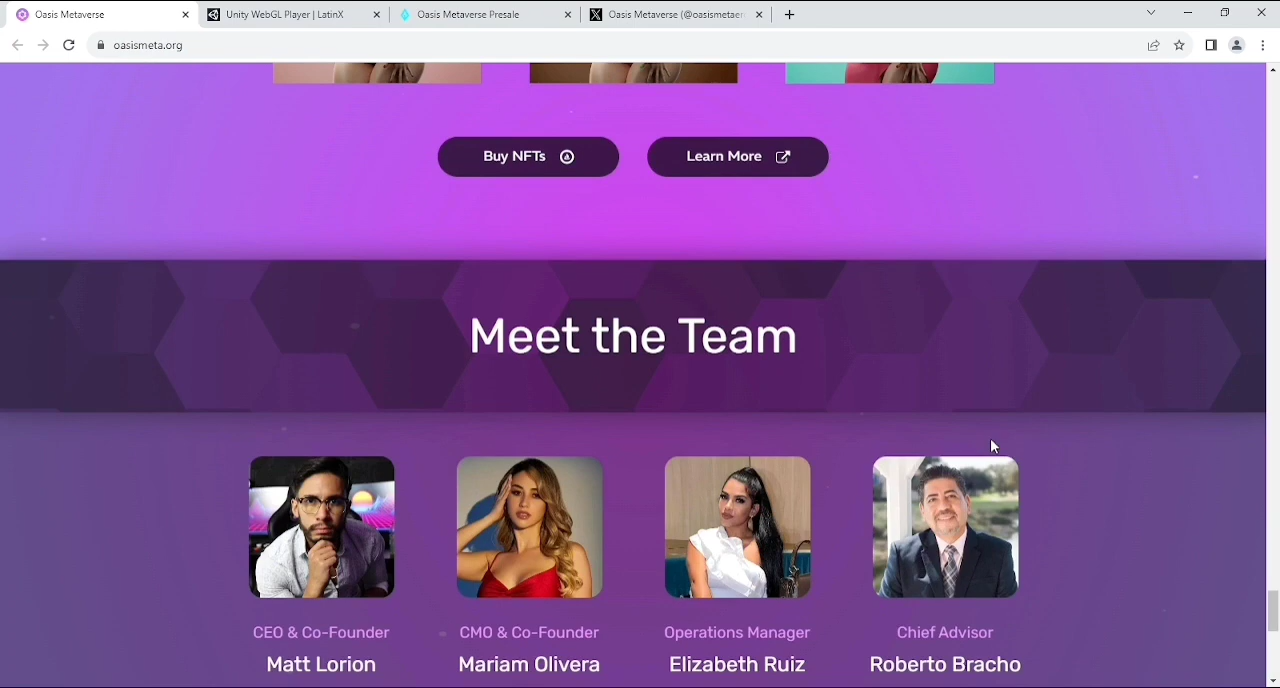 Oasis Metaverse
Unity WebGL Player | LatinX
Oasis Metaverse Presale
Oasis Metaverse (@oasismetaer
oasismeta.org
Buy NFTs
Learn More
Meet the Team
CEO & Co-Founder
Matt Lorion
CMO & Co-Founder
Mariam Olivera
Operations Manager
Elizabeth Ruiz
Chief Advisor
Roberto Bracho